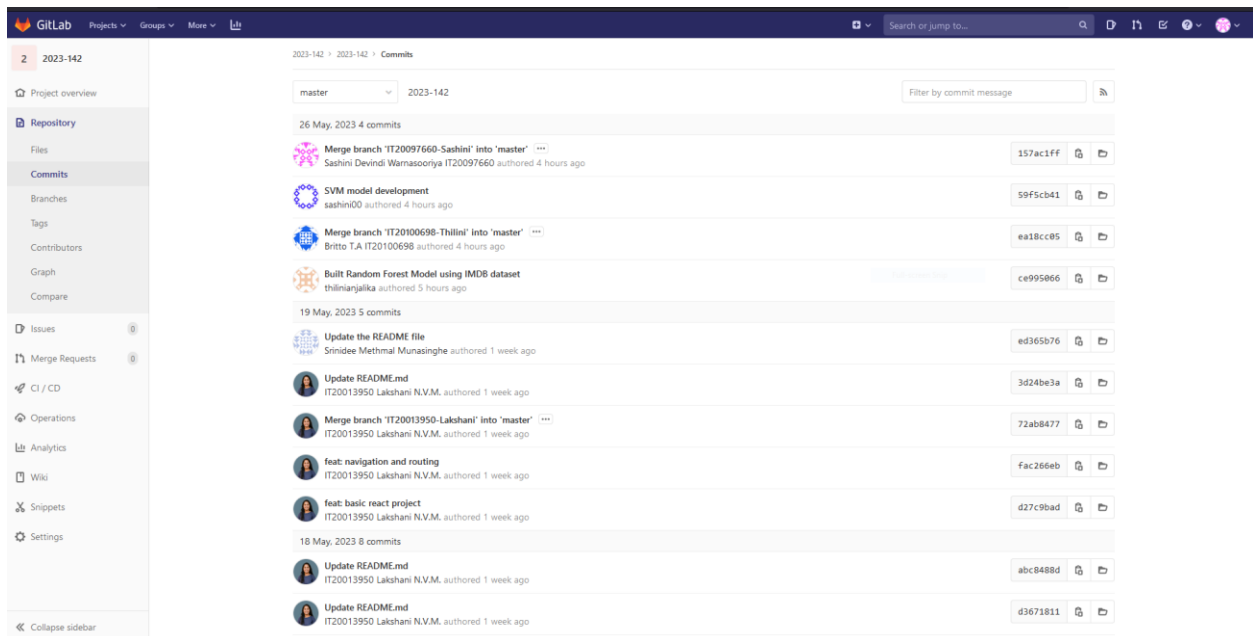 GitLab Projects Groups More Search or jump to...
2 2023-142
Project overview
Repository
Files
Commits
Branches
Tags
Contributors
Graph
Compare
Issues 0
Merge Requests 0
CI / CD
Operations
Analytics
Wiki
Snippets
Settings
Collapse sidebar
2023-142 > 2023-142 > Commits
master 2023-142 Filter by commit message
26 May, 2023 4 commits
Merge branch 'IT20097660-Sashini' into 'master' ...
Sashini Devindi Warnasooriya IT20097660 authored 4 hours ago
157ac1ff
SVM model development
sashini00 authored 4 hours ago
59f5cb41
Merge branch 'IT20100698-Thilini' into 'master' ...
Britto T.A IT20100698 authored 4 hours ago
ea18cc05
Built Random Forest Model using IMDB dataset
thilinianjalika authored 5 hours ago
ce995066
19 May, 2023 5 commits
Update the README file
Srinidee Methmal Munasinghe authored 1 week ago
ed365b76
Update README.md
IT20013950 Lakshani N.V.M. authored 1 week ago
3d24be3a
Merge branch 'IT20013950-Lakshani' into 'master' ...
IT20013950 Lakshani N.V.M. authored 1 week ago
72ab8477
feat: navigation and routing
IT20013950 Lakshani N.V.M. authored 1 week ago
fac266eb
feat: basic react project
IT20013950 Lakshani N.V.M. authored 1 week ago
d27c9bad
18 May, 2023 8 commits
Update README.md
IT20013950 Lakshani N.V.M. authored 1 week ago
abc8488d
Update README.md
IT20013950 Lakshani N.V.M. authored 1 week ago
d3671811